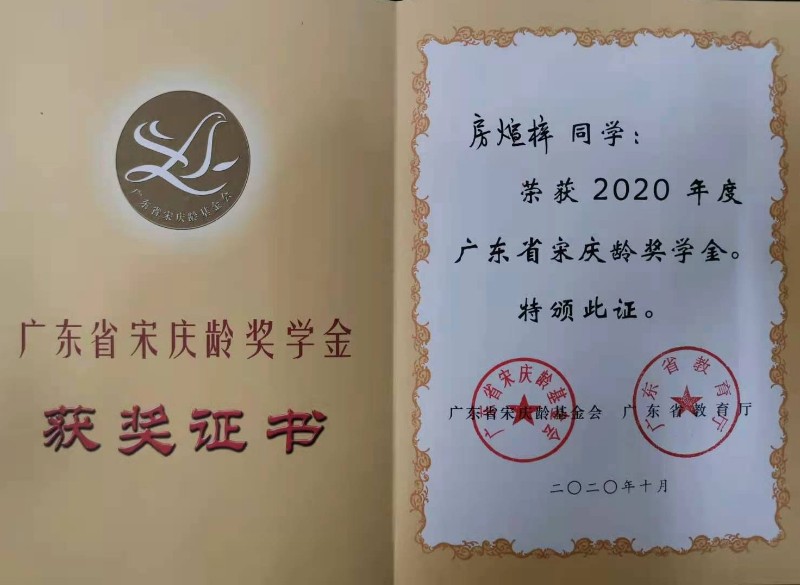 广东省宋庆龄基金会
广东省宋庆龄奖学金
获奖证书
房煊梓 同学：
荣获 2020 年度
广东省宋庆龄奖学金。
特颁此证。
广东省宋庆龄基金会
广东省教育厅
广东省宋庆龄基金会 广东省教育厅
二〇二〇年十月